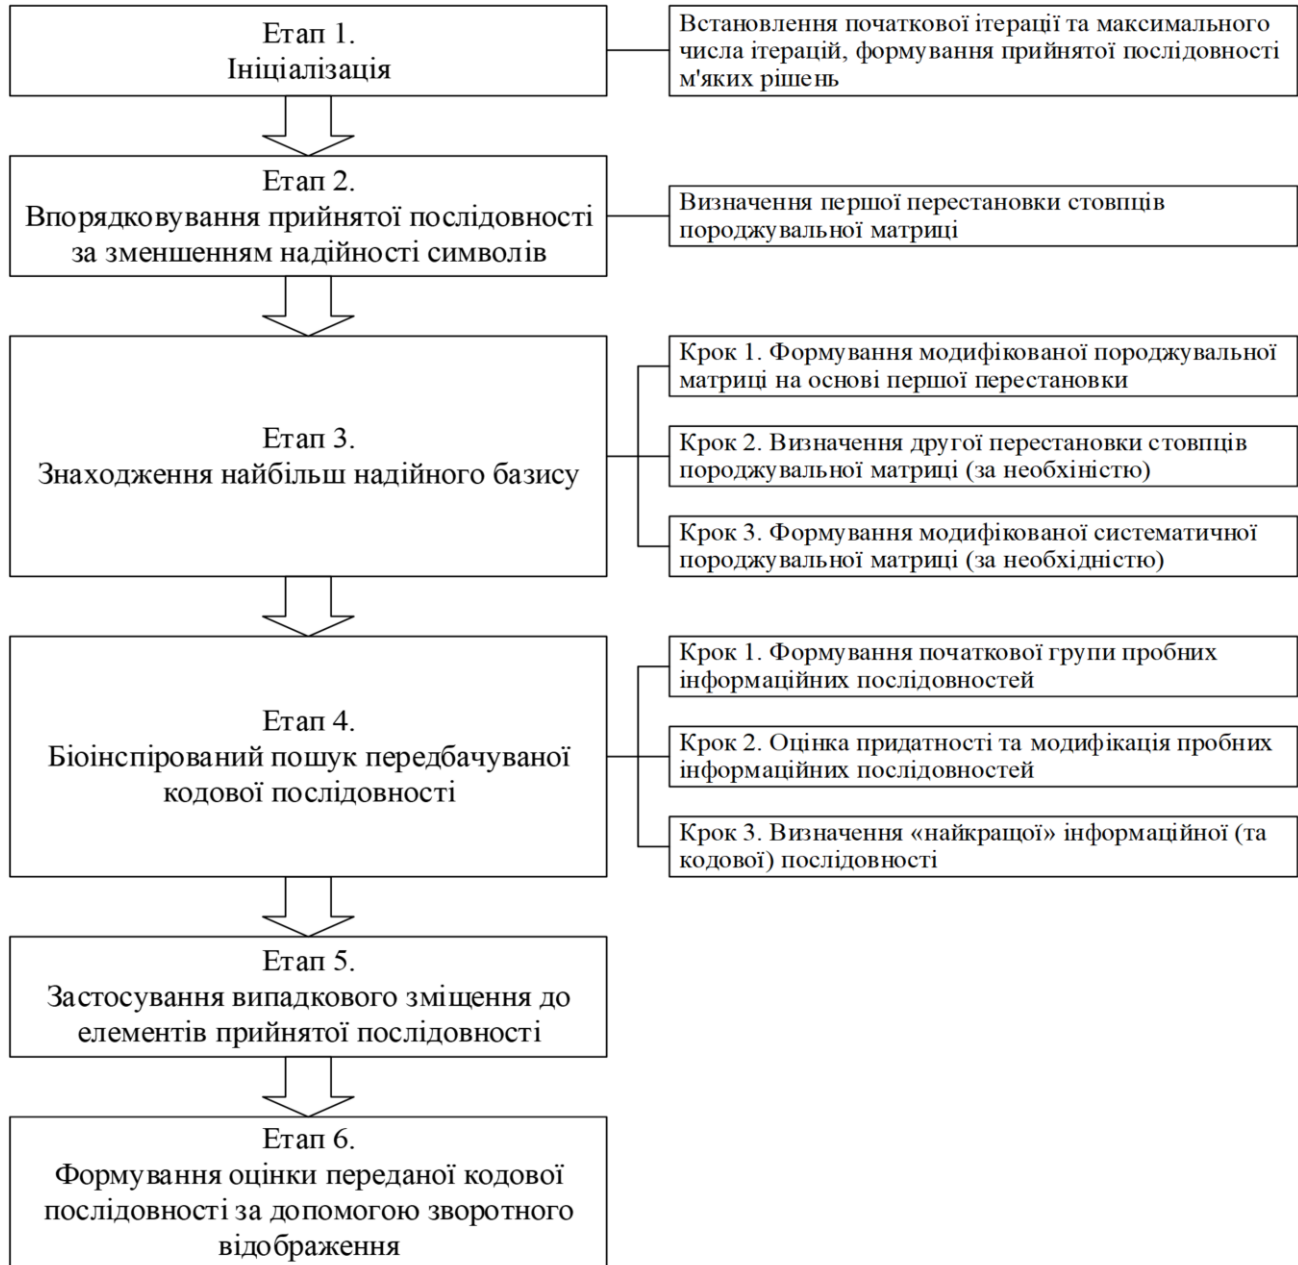 Етап 1.
Ініціалізація
Встановлення початкової ітерації та максимального
числа ітерацій, формування прийнятої послідовності
м'яких рішень
Етап 2.
Впорядковування прийнятої послідовності
за зменшенням надійності символів
Визначення першої перестановки стовпців
породжувальної матриці
Етап 3.
Знаходження найбільш надійного базису
Крок 1. Формування модифікованої породжувальної
матриці на основі першої перестановки
Крок 2. Визначення другої перестановки стовпців
породжувальної матриці (за необхіністю)
Крок 3. Формування модифікованої систематичної
породжувальної матриці (за необхідністю)
Етап 4.
Біоінспірований пошук передбачуваної
кодової послідовності
Крок 1. Формування початкової групи пробних
інформаційних послідовностей
Крок 2. Оцінка придатності та модифікація пробних
інформаційних послідовностей
Крок 3. Визначення «найкращої» інформаційної (та
кодової) послідовності
Етап 5.
Застосування випадкового зміщення до
елементів прийнятої послідовності
Етап 6.
Формування оцінки переданої кодової
послідовності за допомогою зворотного
відображення